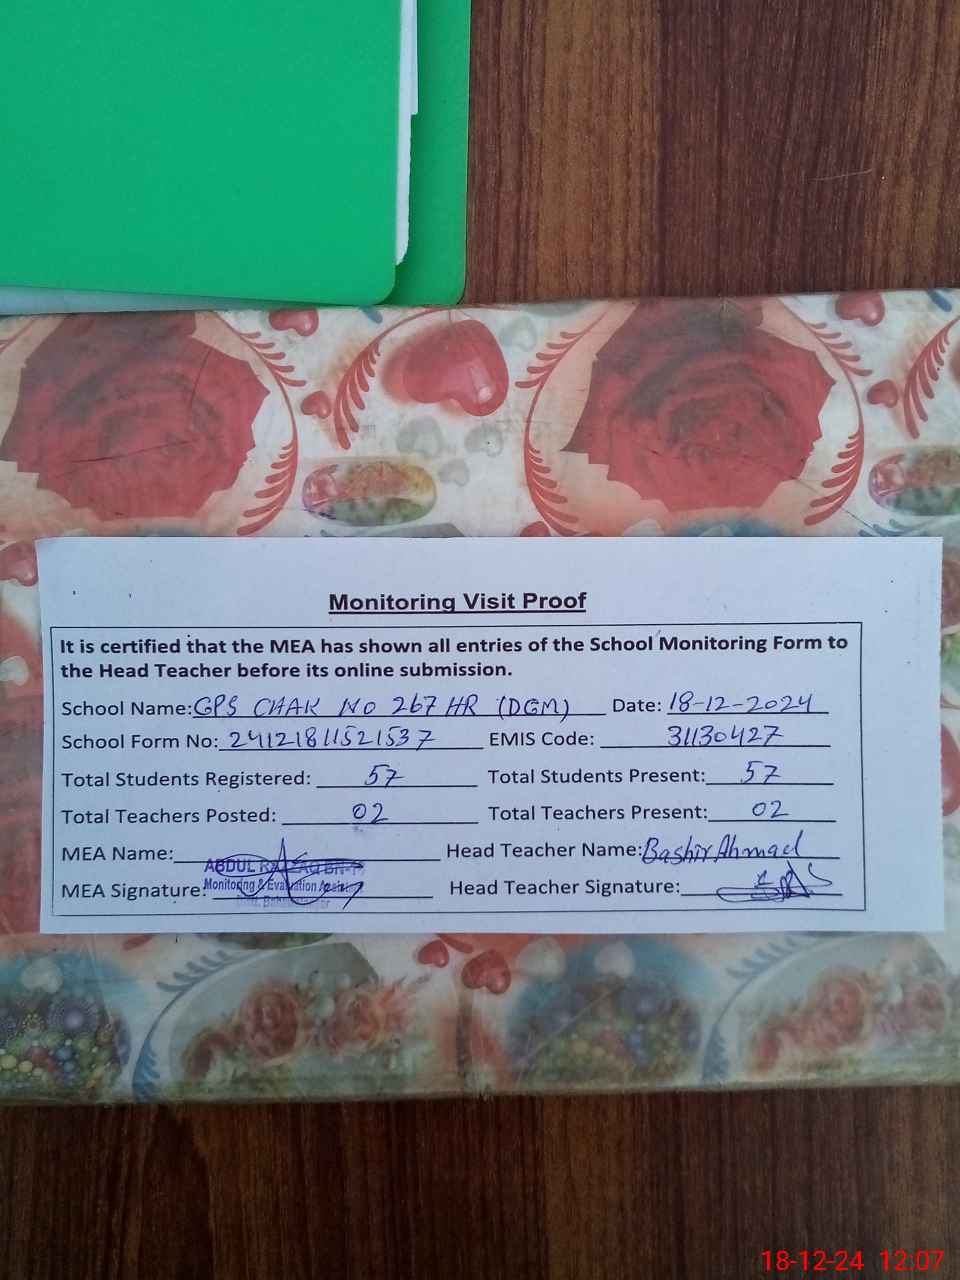 Monitoring Visit Proof
It is certified that the MEA has shown all entries of the School Monitoring Form to
the Head Teacher before its online submission.
School Name: GPS CHAK NO 267 HR (DGM) Date: 18-12-2024
School Form No: 24121811521537 EMIS Code: 31130427
Total Students Registered: 57 Total Students Present: 57
Total Teachers Posted: 02 Total Teachers Present: 02
MEA Name: Head Teacher Name: Bashir Ahmad
ABDUL RAZZAQ
MEA Signature: Monitoring & Evaluation Head Teacher Signature:
18-12-24 12:07